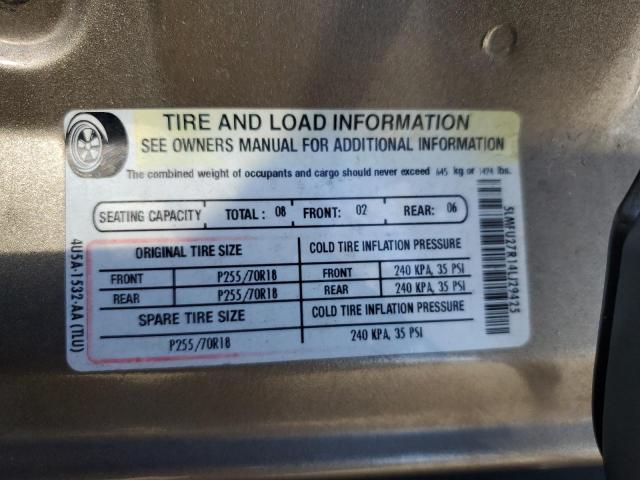 TIRE AND LOAD INFORMATION
SEE OWNERS MANUAL FOR ADDITIONAL INFORMATION
The combined weight of occupants and cargo should never exceed 645 kg or 1424 lbs.
SEATING CAPACITY TOTAL: 08 FRONT: 02 REAR: 06
ORIGINAL TIRE SIZE COLD TIRE INFLATION PRESSURE
FRONT P255/70R18 FRONT 240 KPA, 35 PSI
REAR P255/70R18 REAR 240 KPA, 35 PSI
SPARE TIRE SIZE COLD TIRE INFLATION PRESSURE
P255/70R18 240 KPA, 35 PSI
4U5A-1532-AA (TLU)
5LMFU27R14LJ29425